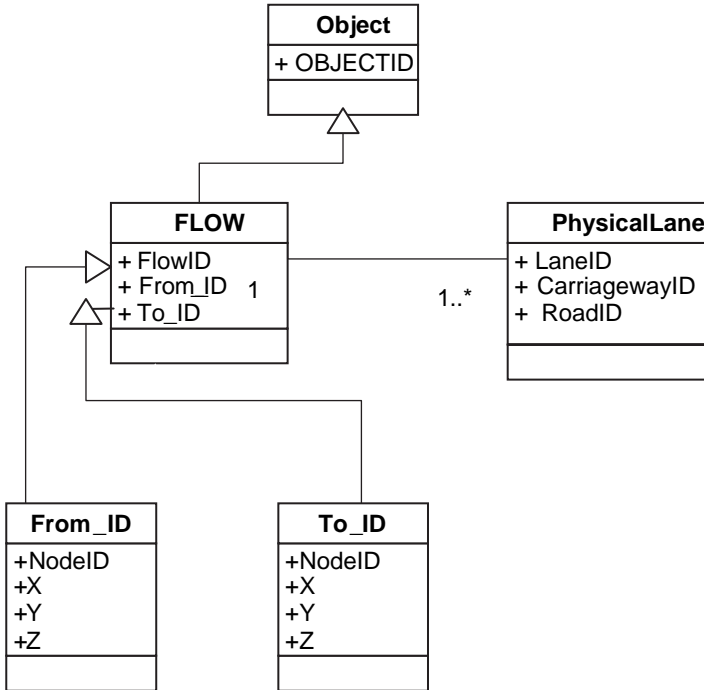 Object
+ OBJECTID
FLOW
+ FlowID
+ From_ID
+ To_ID
1
1..*
PhysicalLane
+ LaneID
+ CarriagewayID
+ RoadID
From_ID
+NodeID
+X
+Y
+Z
To_ID
+NodeID
+X
+Y
+Z